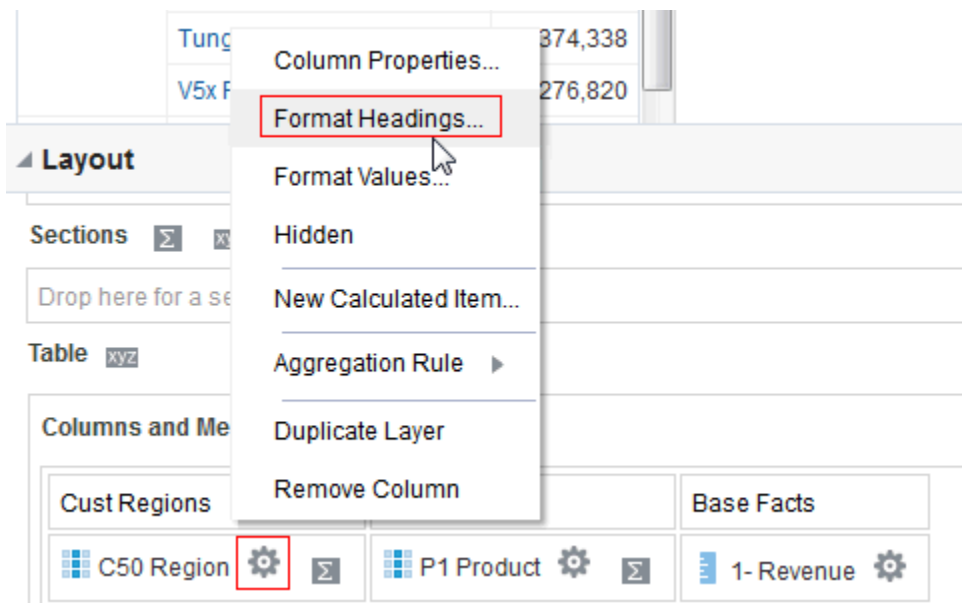 Tung
374,338
V5x
276,820
Column Properties...
Format Headings...
Format Values...
Hidden
New Calculated Item...
Aggregation Rule
Duplicate Layer
Remove Column
Layout
Sections Σ xy
Drop here for a se
Table xyz
Columns and Me
Cust Regions
Base Facts
C50 Region Σ P1 Product Σ 1- Revenue